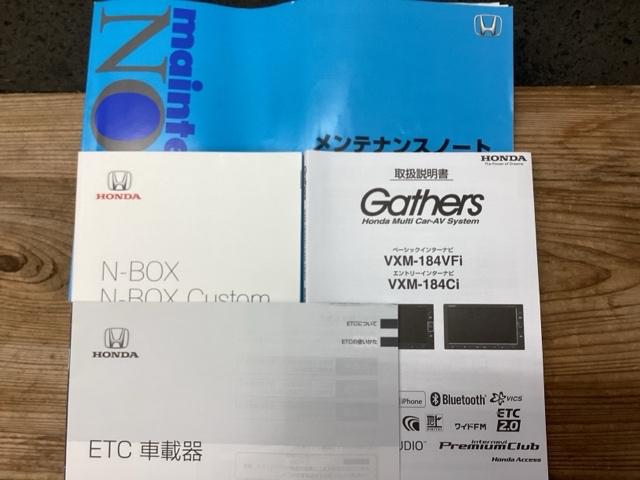 mainte
NO
メンテナンスノート
HONDA
The Power of Dreams
取扱説明書
Gathers
Honda Multi Car-AV System
ベーシックインターナビ
VXM-184VFi
エントリーインターナビ
VXM-184Ci
HONDA
N-BOX
N-BOX Custom
iPhone
Bluetooth
VICS
ワイドFM
ETC
2.0
internavi
PremiumClub
Honda Access
HONDA
ETCについて
ETCの使いかた
ETC 車載器